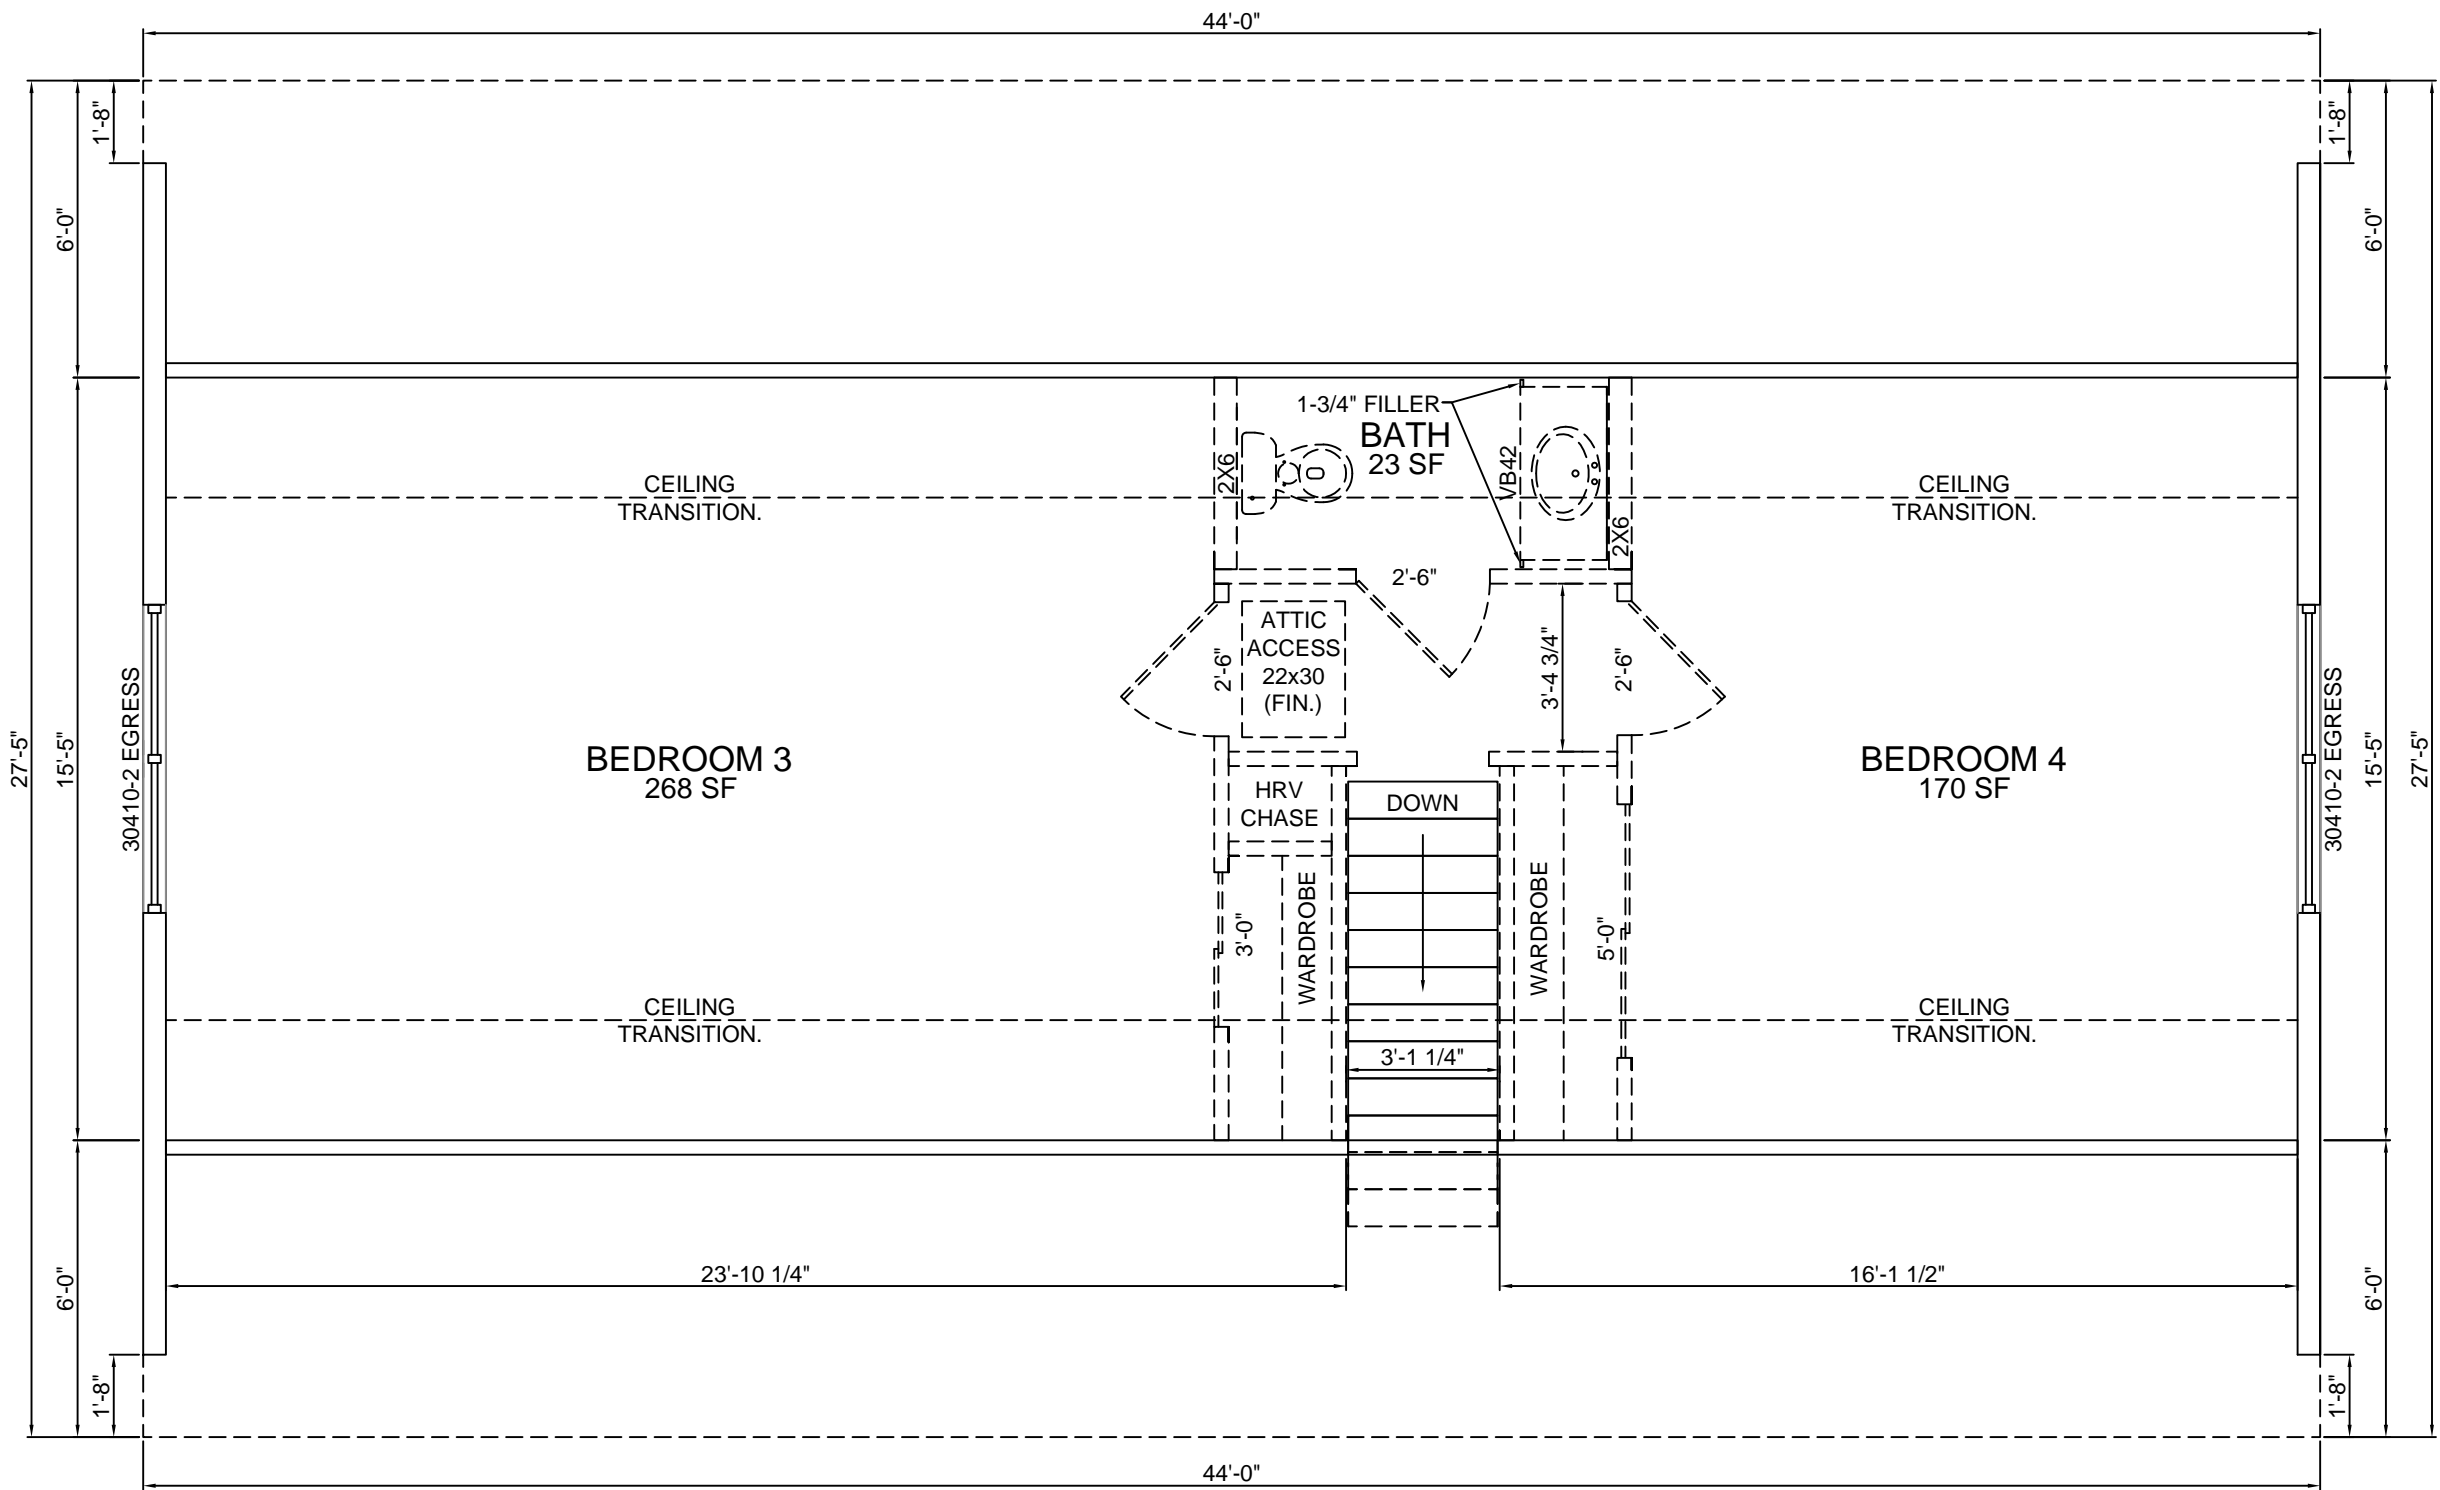 44'-0"
1'-8"
1'-8"
6'-0"
6'-0"
1-3/4" FILLER
BATH
23 SF
2X6
VB42
2X6
CEILING
TRANSITION.
CEILING
TRANSITION.
2'-6"
ATTIC
ACCESS
22x30
(FIN.)
2'-6"
3'-4 3/4"
2'-6"
27'-5"
15'-5"
30410-2 EGRESS
BEDROOM 3
268 SF
BEDROOM 4
170 SF
30410-2 EGRESS
15'-5"
27'-5"
HRV
CHASE
DOWN
3'-0"
WARDROBE
WARDROBE
5'-0"
CEILING
TRANSITION.
CEILING
TRANSITION.
3'-1 1/4"
23'-10 1/4"
16'-1 1/2"
6'-0"
6'-0"
1'-8"
1'-8"
44'-0"